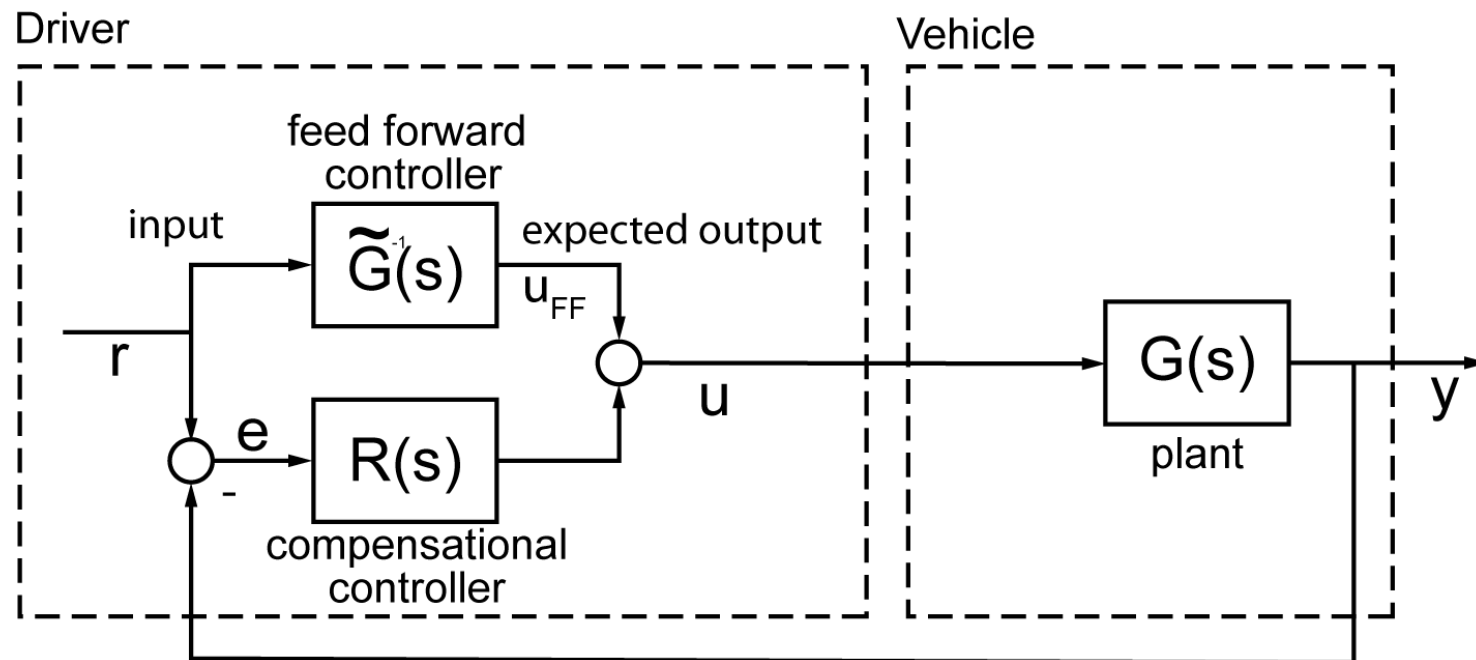 Driver
Vehicle
feed forward
controller
input
G̃⁻¹(s)
expected output
u_FF
r
u
G(s)
y
plant
e
-
R(s)
compensational
controller